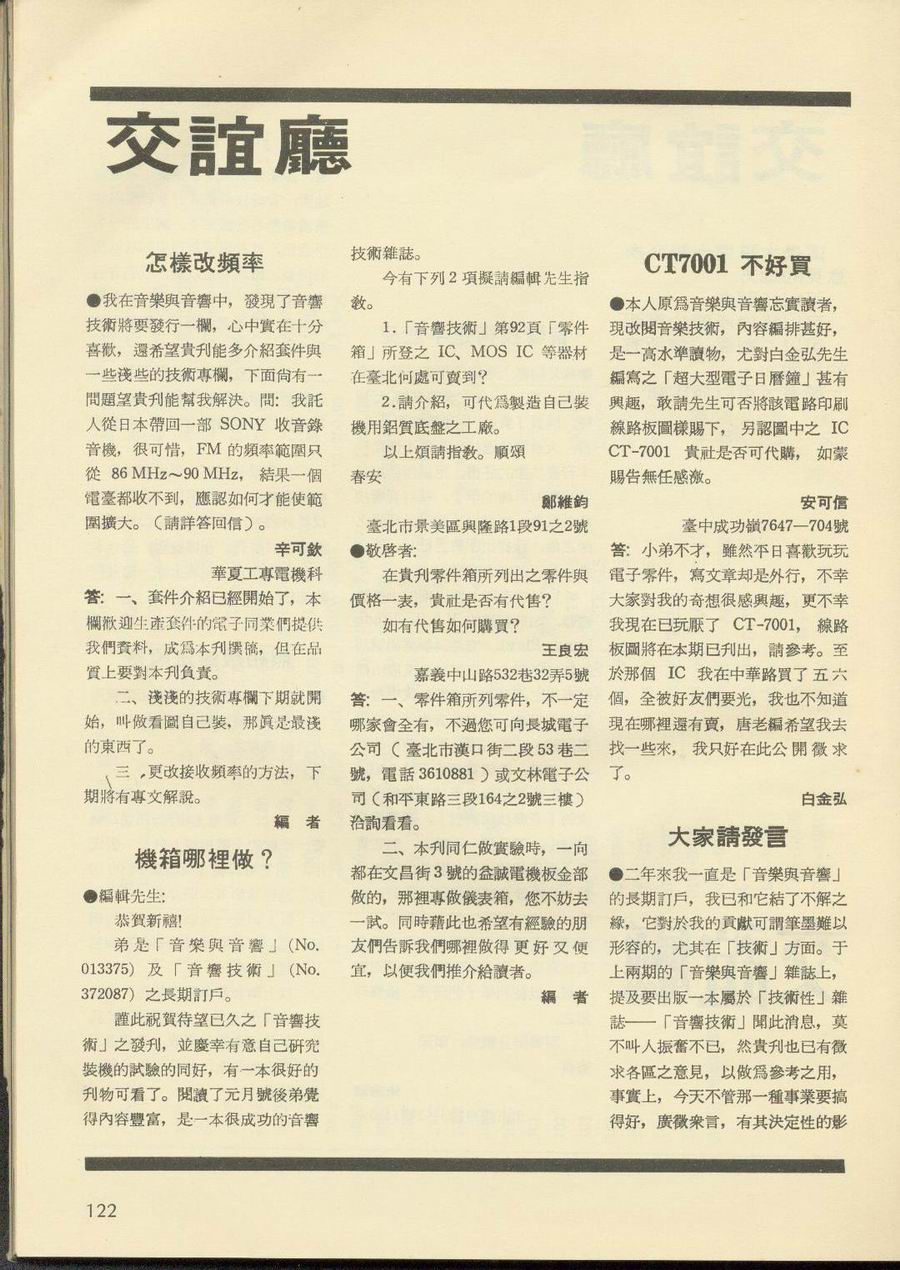 交誼廳
怎樣改頻率
●我在音樂與音響中，發現了音響
技術將要發行一欄，心中實在十分
喜歡，還希望貴刋能多介紹套件與
一些淺些的技術專欄，下面尙有一
問題望貴刋能幫我解決。問：我託
人從日本帶回一部 SONY 收音錄
音機，很可惜，FM 的頻率範圍只
從 86 MHz～90 MHz，結果一個
電臺都收不到，應認如何才能使範
圍擴大。（請詳答回信）。
辛可欽
華夏工專電機科
答：一、套件介紹已經開始了，本
欄歡迎生產套件的電子同業們提供
我們資料，成爲本刋撰稿，但在品
質上要對本刋負責。
二、淺淺的技術專欄下期就開
始，叫做看圖自己裝，那眞是最淺
的東西了。
三、更改接收頻率的方法，下
期將有專文解說。
編　者
機箱哪裡做？
●編輯先生：
恭賀新禧！
弟是「音樂與音響」(No.
013375) 及「音響技術」(No.
372087) 之長期訂戶。
謹此祝賀待望已久之「音響技
術」之發刋，並慶幸有意自己硏究
裝機的試驗的同好，有一本很好的
刋物可看了。閱讀了元月號後弟覺
得內容豐富，是一本很成功的音響
技術雜誌。
今有下列 2 項擬請編輯先生指
敎。
1.「音響技術」第92頁「零件
箱」所登之 IC、MOS IC 等器材
在臺北何處可賣到？
2.請介紹，可代爲製造自己裝
機用鋁質底盤之工廠。
以上煩請指敎。順頌
春安
鄭維鈞
臺北市景美區興隆路1段91之2號
●敬啓者：
在貴刋零件箱所列出之零件與
價格一表，貴社是否有代售？
如有代售如何購買？
王良宏
嘉義中山路532巷32弄5號
答：一、零件箱所列零件，不一定
哪家會全有，不過您可向長城電子
公司（臺北市漢口街二段 53 巷二
號，電話 3610881）或文林電子公
司（和平東路三段164之2號三樓）
洽詢看看。
二、本刋同仁做實驗時，一向
都在文昌街 3 號的益誠電機板金部
做的，那裡專做儀表箱，您不妨去
一試。同時藉此也希望有經驗的朋
友們告訴我們哪裡做得更好又便
宜，以便我們推介給讀者。
編　者
CT7001 不好買
●本人原爲音樂與音響忘實讀者，
現改閱音樂技術，內容編排甚好，
是一高水準讀物，尤對白金弘先生
編寫之「超大型電子日曆鐘」甚有
興趣，敢請先生可否將該電路印刷
線路板圖樣賜下，另認圖中之 IC
CT-7001 貴社是否可代購，如蒙
賜告無任感激。
安可信
臺中成功嶺7647—704號
答：小弟不才，雖然平日喜歡玩玩
電子零件，寫文章却是外行，不幸
大家對我的奇想很感興趣，更不幸
我現在已玩厭了 CT-7001，線路
板圖將在本期已刋出，請參考。至
於那個 IC 我在中華路買了五六
個，全被好友們要光，我也不知道
現在哪裡還有賣，唐老編希望我去
找一些來，我只好在此公開徵求
了。
白金弘
大家請發言
●二年來我一直是「音樂與音響」
的長期訂戶，我已和它結了不解之
緣，它對於我的貢獻可謂筆墨難以
形容的，尤其在「技術」方面。于
上兩期的「音樂與音響」雜誌上，
提及要出版一本屬於「技術性」雜
誌——「音響技術」聞此消息，莫
不叫人振奮不已，然貴刋也已有徵
求各區之意見，以做爲參考之用，
事實上，今天不管那一種事業要搞
得好，廣徵衆言，有其決定性的影
122